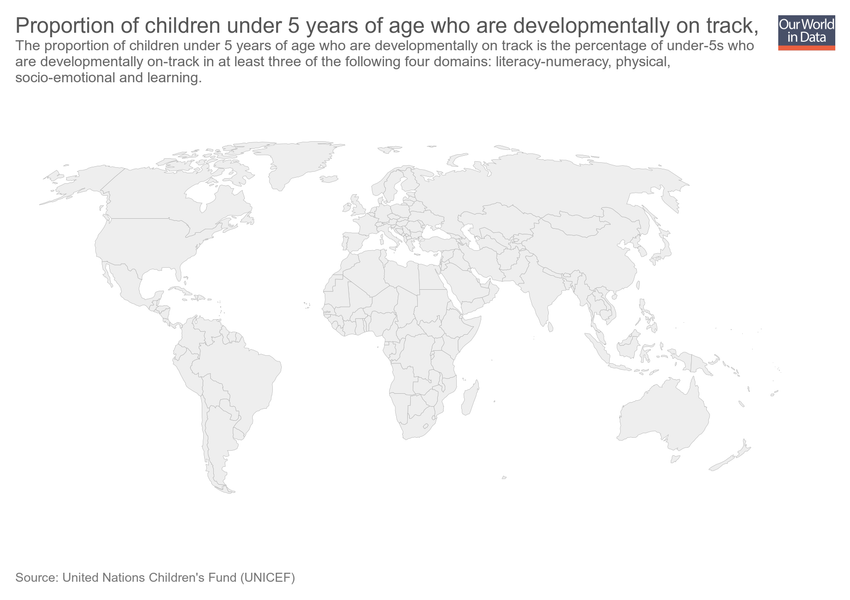 Proportion of children under 5 years of age who are developmentally on track,
Our World
in Data
The proportion of children under 5 years of age who are developmentally on track is the percentage of under-5s who
are developmentally on-track in at least three of the following four domains: literacy-numeracy, physical,
socio-emotional and learning.
Source: United Nations Children's Fund (UNICEF)